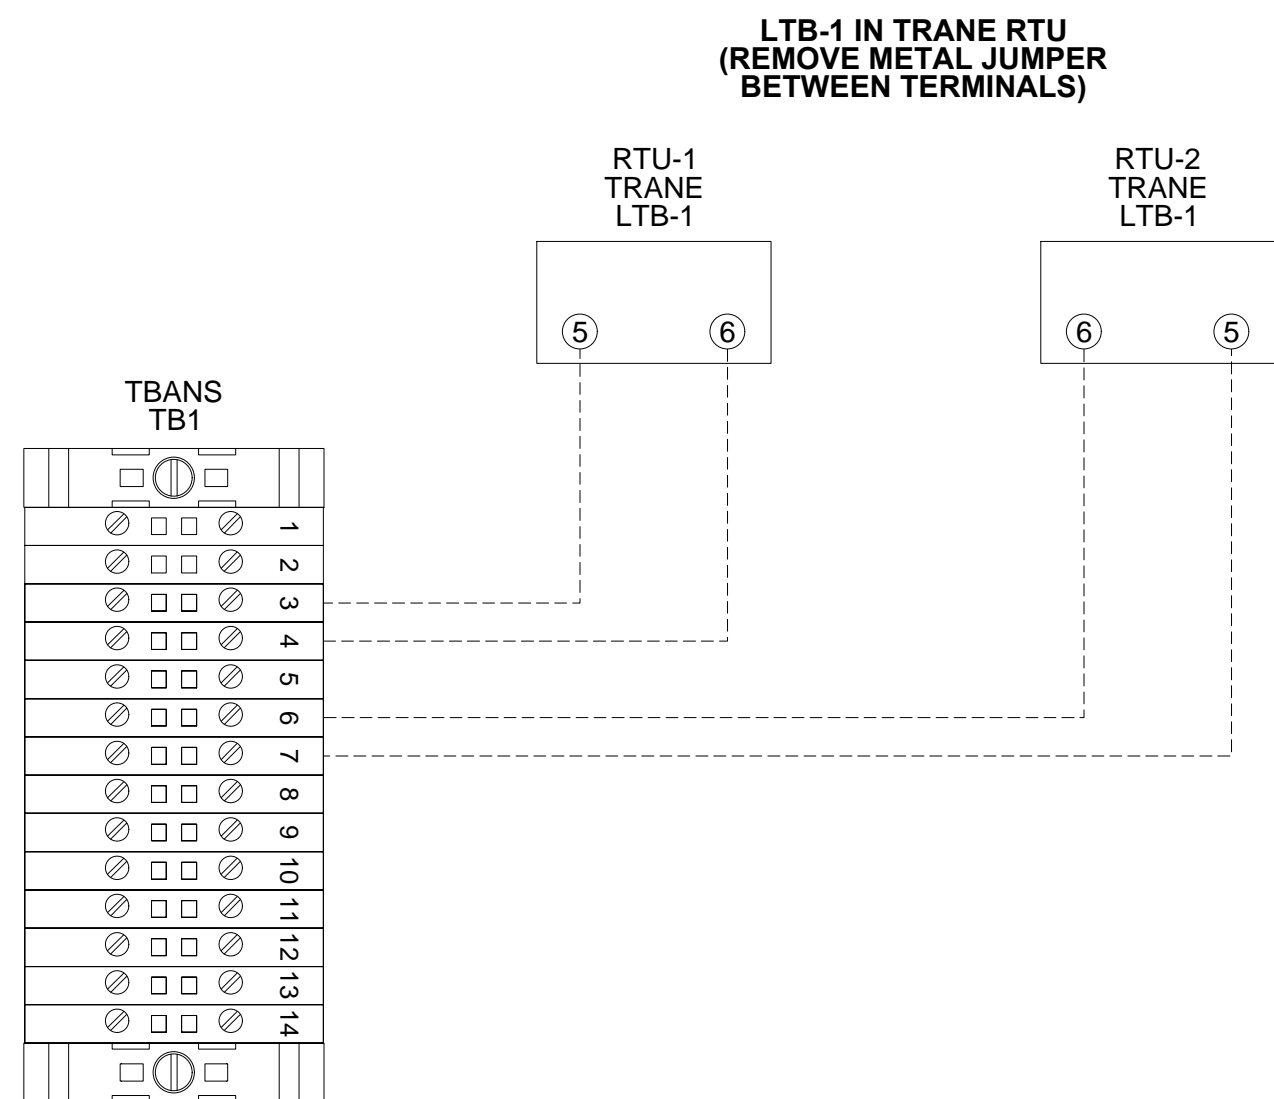 LTB-1 IN TRANE RTU
(REMOVE METAL JUMPER
BETWEEN TERMINALS)
RTU-1
TRANE
LTB-1
5 6
RTU-2
TRANE
LTB-1
6 5
TBANS
TB1
1
2
3
4
5
6
7
8
9
10
11
12
13
14